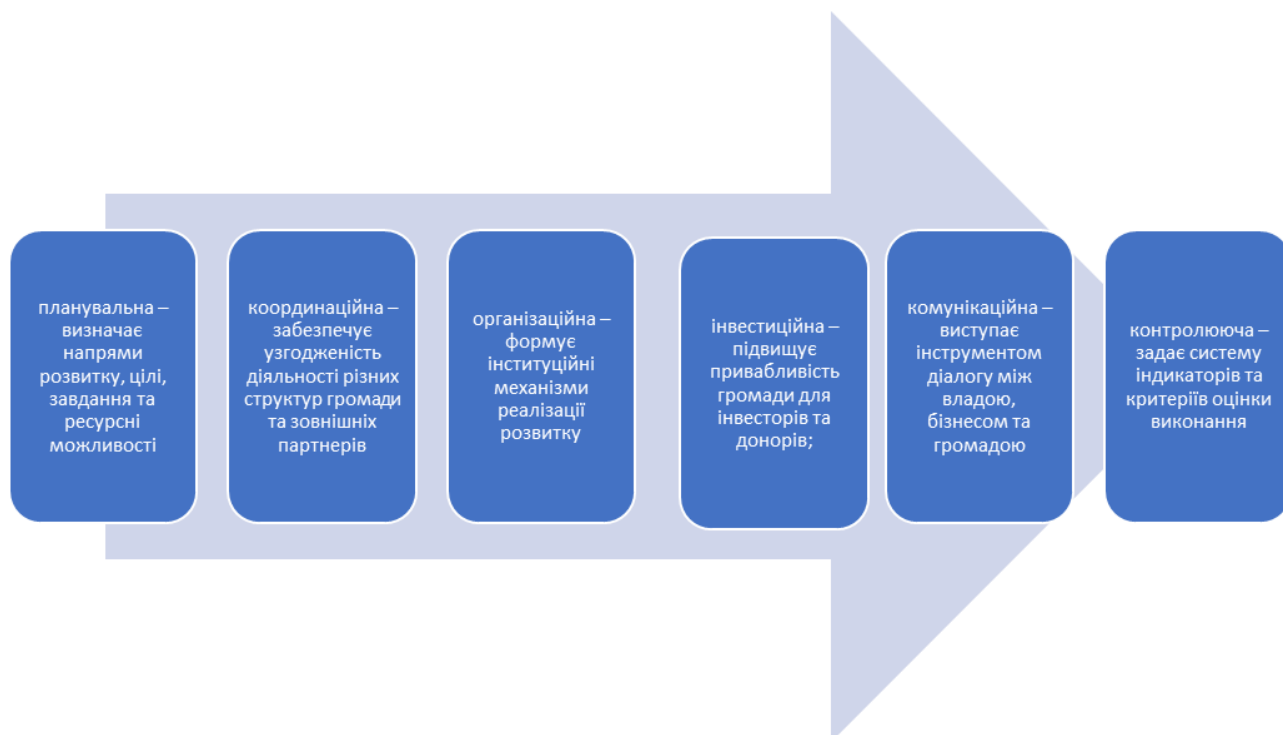 планувальна –
визначає
напрями
розвитку, цілі,
завдання та
ресурсні
можливості
координаційна –
забезпечує
узгодженість
діяльності різних
структур громади
та зовнішніх
партнерів
організаційна –
формує
інституційні
механізми
реалізації
розвитку
інвестиційна –
підвищує
привабливість
громади для
інвесторів та
донорів;
комунікаційна –
виступає
інструментом
діалогу між
владою,
бізнесом та
громадою
контролююча –
задає систему
індикаторів та
критеріїв оцінки
виконання